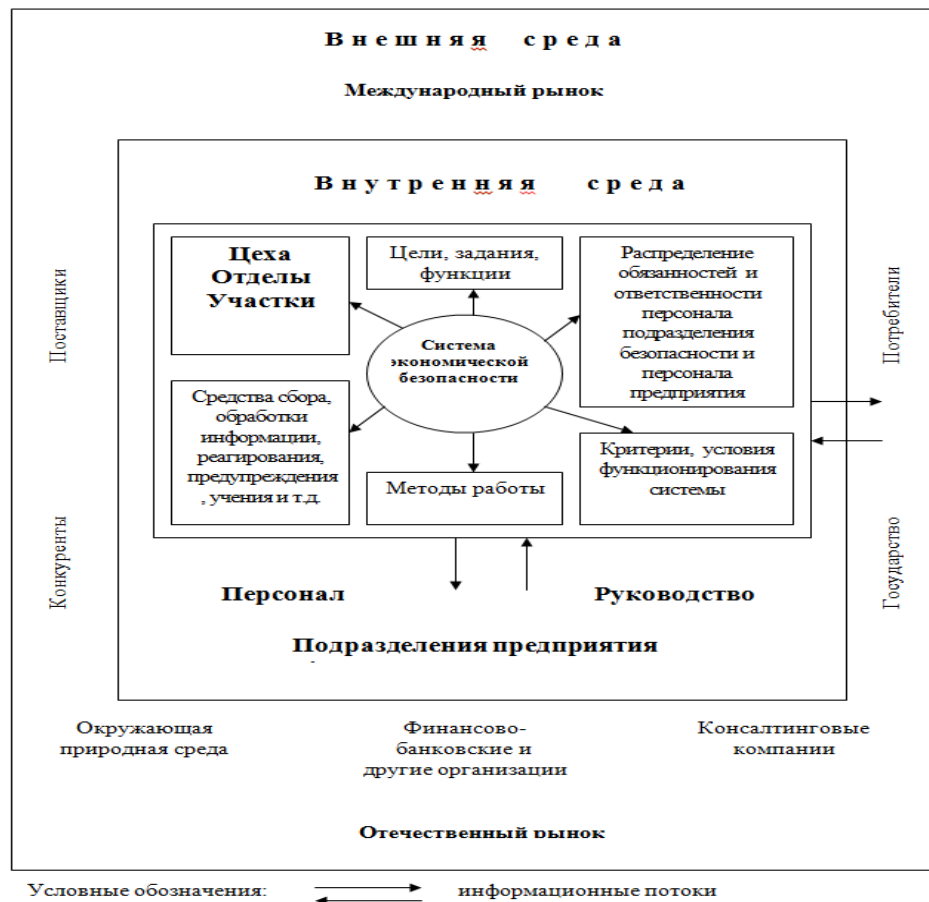 Внешняя среда
Международный рынок
Внутренняя среда
Цеха
Отделы
Участки
Цели, задания,
функции
Распределение
обязанностей и
ответственности
персонала
подразделения
безопасности и
персонала
предприятия
Система
экономической
безопасности
Средства сбора,
обработки
информации,
реагирования,
предупреждения
, учения и т.д.
Методы работы
Критерии, условия
функционирования
системы
Поставщики
Конкуренты
Потребители
Государство
Персонал
Руководство
Подразделения предприятия
Окружающая
природная среда
Финансово-
банковские и
другие организации
Консалтинговые
компании
Отечественный рынок
Условные обозначения:
информационные потоки